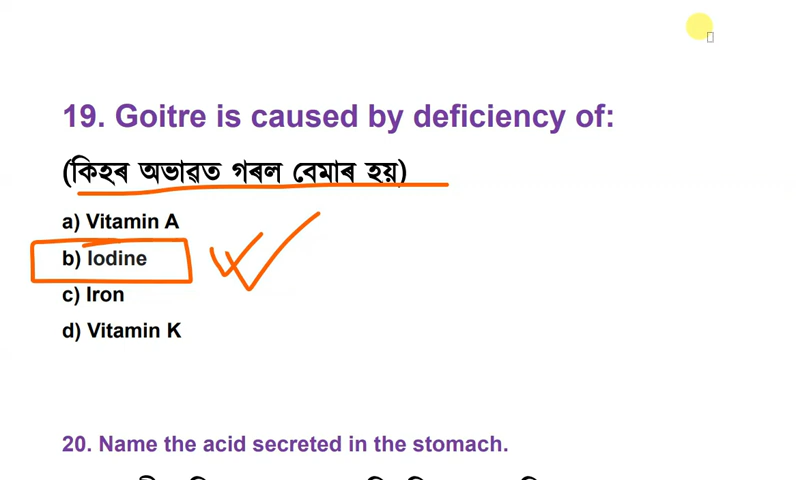 19. Goitre is caused by deficiency of:
(কিহৰ অভাৱত গৰল বেমাৰ হয়)
a) Vitamin A
b) Iodine
c) Iron
d) Vitamin K
20. Name the acid secreted in the stomach.